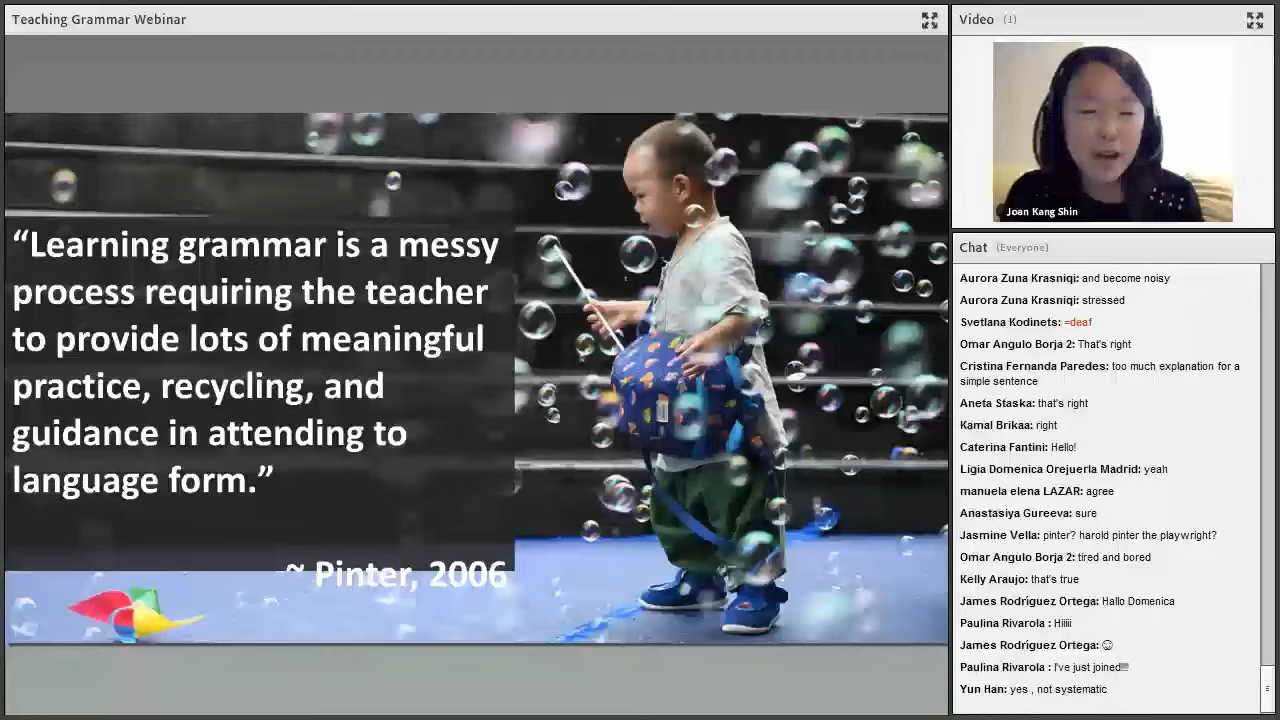 Teaching Grammar Webinar
“Learning grammar is a messy
process requiring the teacher
to provide lots of meaningful
practice, recycling, and
guidance in attending to
language form.”
~ Pinter, 2006
Video (1)
Joan Kang Shin
Chat (Everyone)
Aurora Zuna Krasniqi: and become noisy
Aurora Zuna Krasniqi: stressed
Svetlana Kodinets: =deaf
Omar Angulo Borja 2: That's right
Cristina Fernanda Paredes: too much explanation for a
simple sentence
Aneta Staska: that's right
Kamal Brikaa: right
Caterina Fantini: Hello!
Ligia Domenica Orejuerla Madrid: yeah
manuela elena LAZAR: agree
Anastasiya Gureeva: sure
Jasmine Vella: pinter? harold pinter the playwright?
Omar Angulo Borja 2: tired and bored
Kelly Araujo: that's true
James Rodríguez Ortega: Hallo Domenica
Paulina Rivarola : Hiiiii
James Rodríguez Ortega: ☺
Paulina Rivarola : I've just joined!!!
Yun Han: yes , not systematic